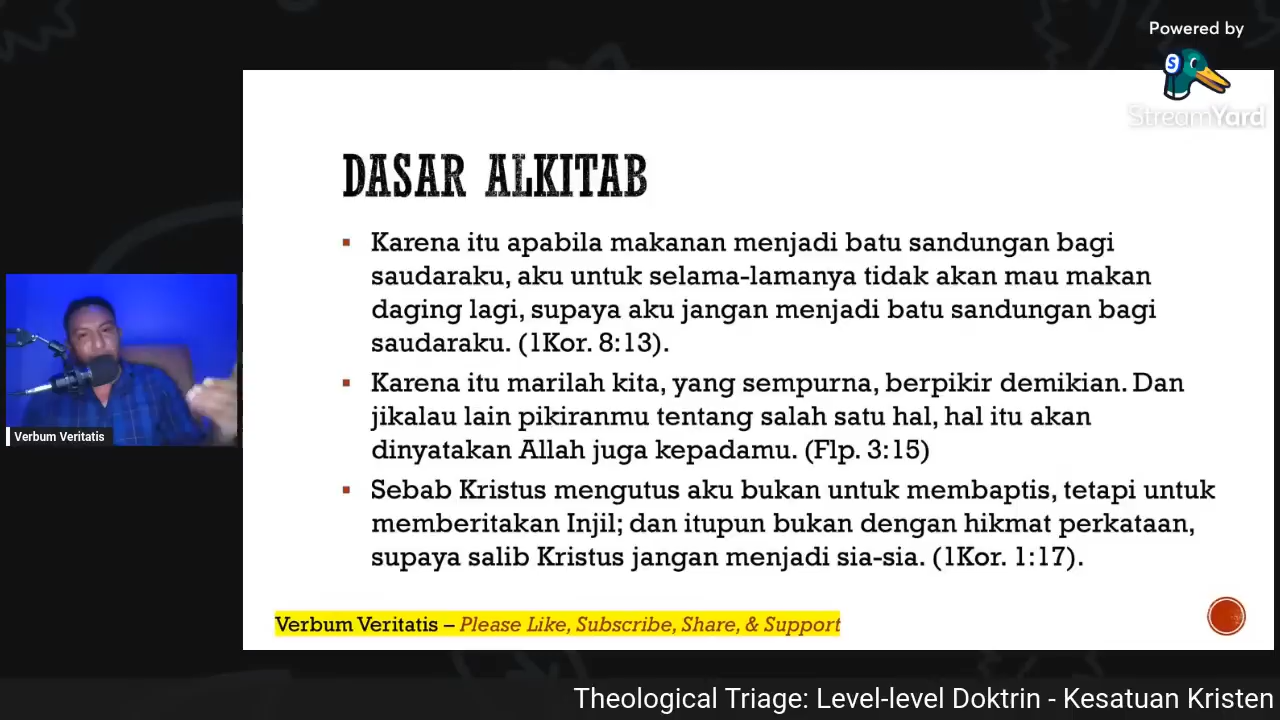 Powered by
S
StreamYard
DASAR ALKITAB
▪ Karena itu apabila makanan menjadi batu sandungan bagi
saudaraku, aku untuk selama-lamanya tidak akan mau makan
daging lagi, supaya aku jangan menjadi batu sandungan bagi
saudaraku. (1Kor. 8:13).
▪ Karena itu marilah kita, yang sempurna, berpikir demikian. Dan
jikalau lain pikiranmu tentang salah satu hal, hal itu akan
dinyatakan Allah juga kepadamu. (Flp. 3:15)
▪ Sebab Kristus mengutus aku bukan untuk membaptis, tetapi untuk
memberitakan Injil; dan itupun bukan dengan hikmat perkataan,
supaya salib Kristus jangan menjadi sia-sia. (1Kor. 1:17).
Verbum Veritatis
Verbum Veritatis – Please Like, Subscribe, Share, & Support
Theological Triage: Level-level Doktrin - Kesatuan Kristen